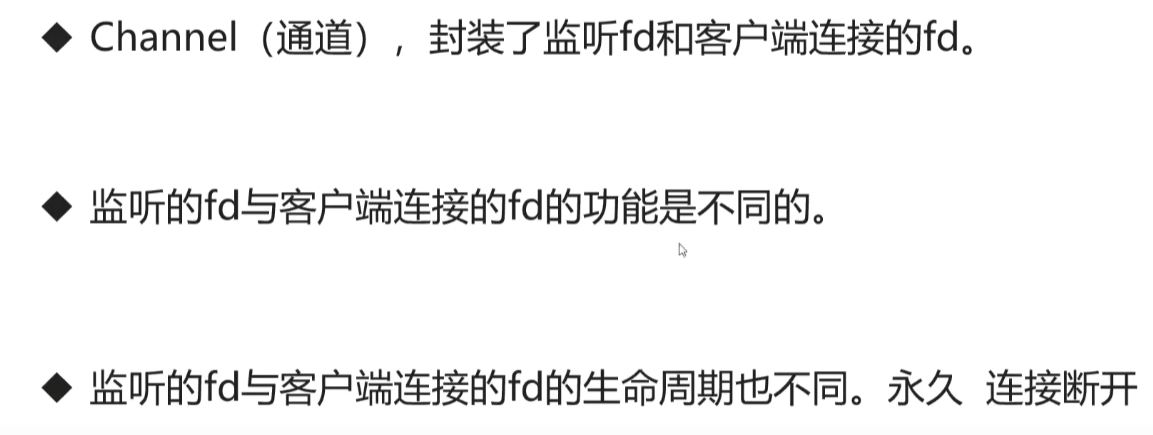 ◆ Channel（通道），封装了监听fd和客户端连接的fd。
◆ 监听的fd与客户端连接的fd的功能是不同的。
◆ 监听的fd与客户端连接的fd的生命周期也不同。永久 连接断开